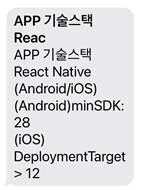 APP 기술스택
Reac
APP 기술스택
React Native
(Android/iOS)
(Android)minSDK:
28
(iOS)
DeploymentTarget
> 12